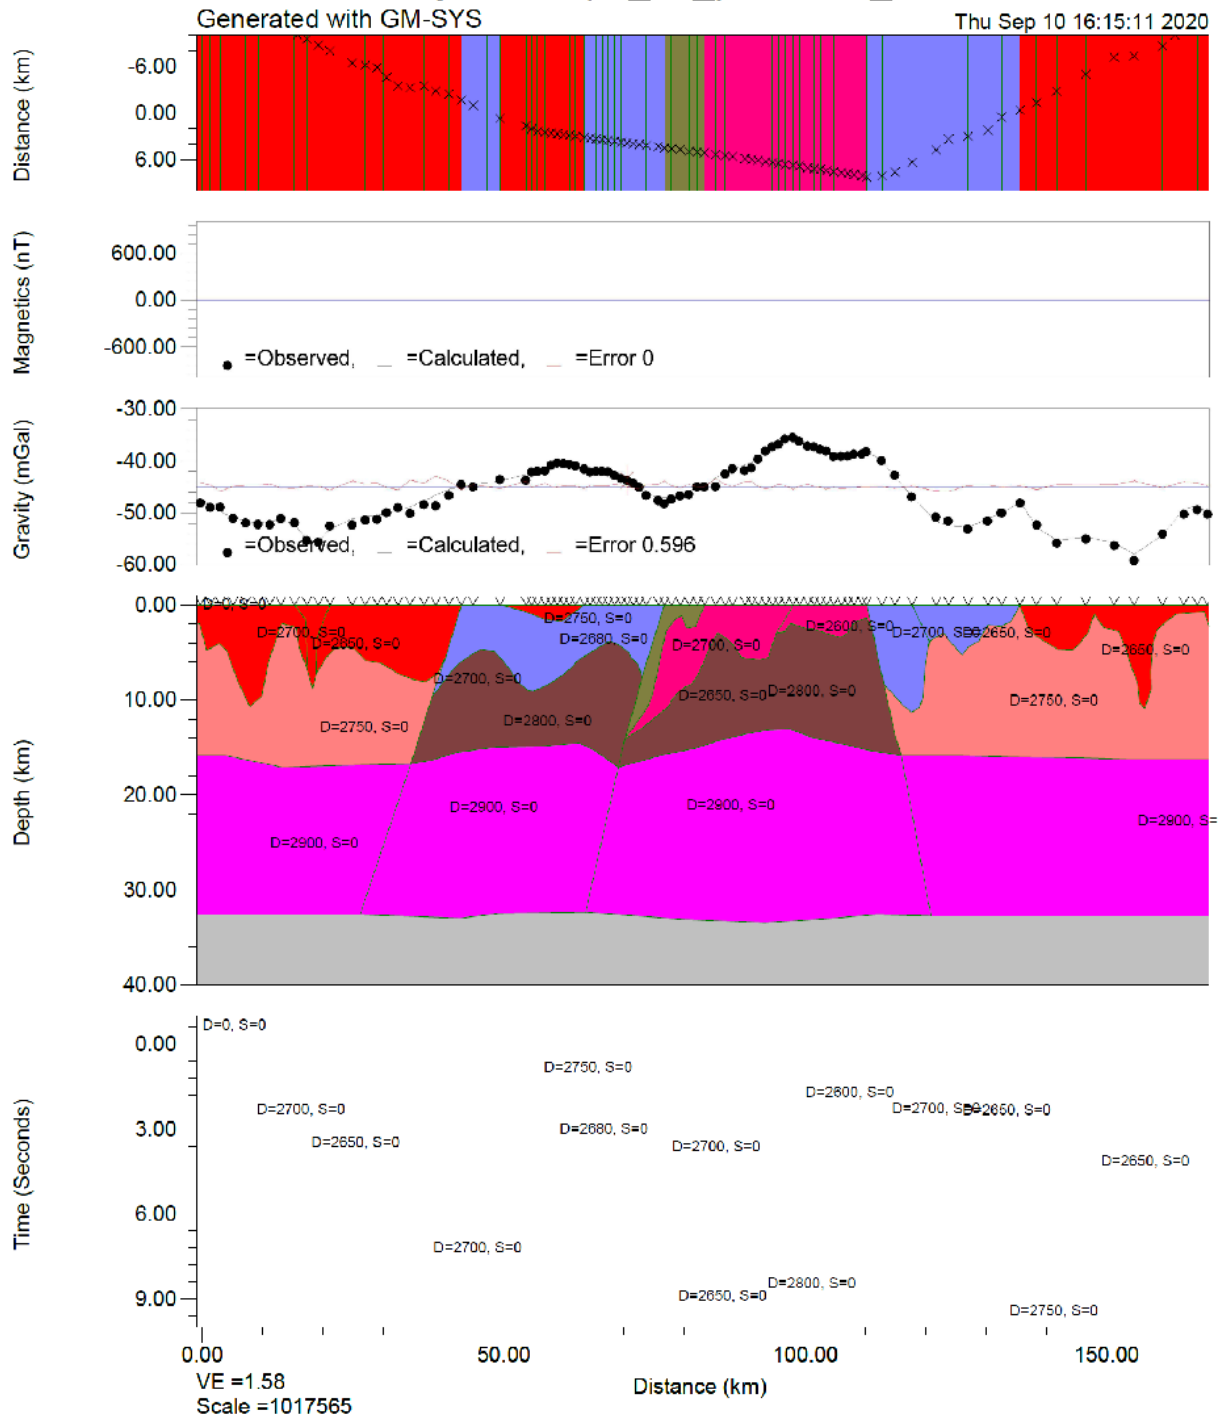 Generated with GM-SYS
Thu Sep 10 16:15:11 2020
Distance (km)
-6.00
0.00
6.00
Magnetics (nT)
600.00
0.00
-600.00
=Observed, =Calculated, =Error 0
Gravity (mGal)
-30.00
-40.00
-50.00
-60.00
=Observed, =Calculated, =Error 0.596
Depth (km)
0.00
10.00
20.00
30.00
40.00
D=0, S=0
D=2700, S=0
D=2650, S=0
D=2750, S=0
D=2680, S=0
D=2700, S=0
D=2600, S=0
D=2700, S=0
D=2650, S=0
D=2650, S=0
D=2700, S=0
D=2650, S=0
D=2800, S=0
D=2750, S=0
D=2800, S=0
D=2750, S=0
D=2900, S=0
D=2900, S=0
D=2900, S=0
D=2900, S=
Time (Seconds)
0.00
3.00
6.00
9.00
D=0, S=0
D=2750, S=0
D=2600, S=0
D=2700, S=0
D=2700, S=0
D=2650, S=0
D=2680, S=0
D=2650, S=0
D=2700, S=0
D=2650, S=0
D=2700, S=0
D=2800, S=0
D=2650, S=0
D=2750, S=0
0.00 50.00 100.00 150.00
Distance (km)
VE =1.58
Scale =1017565